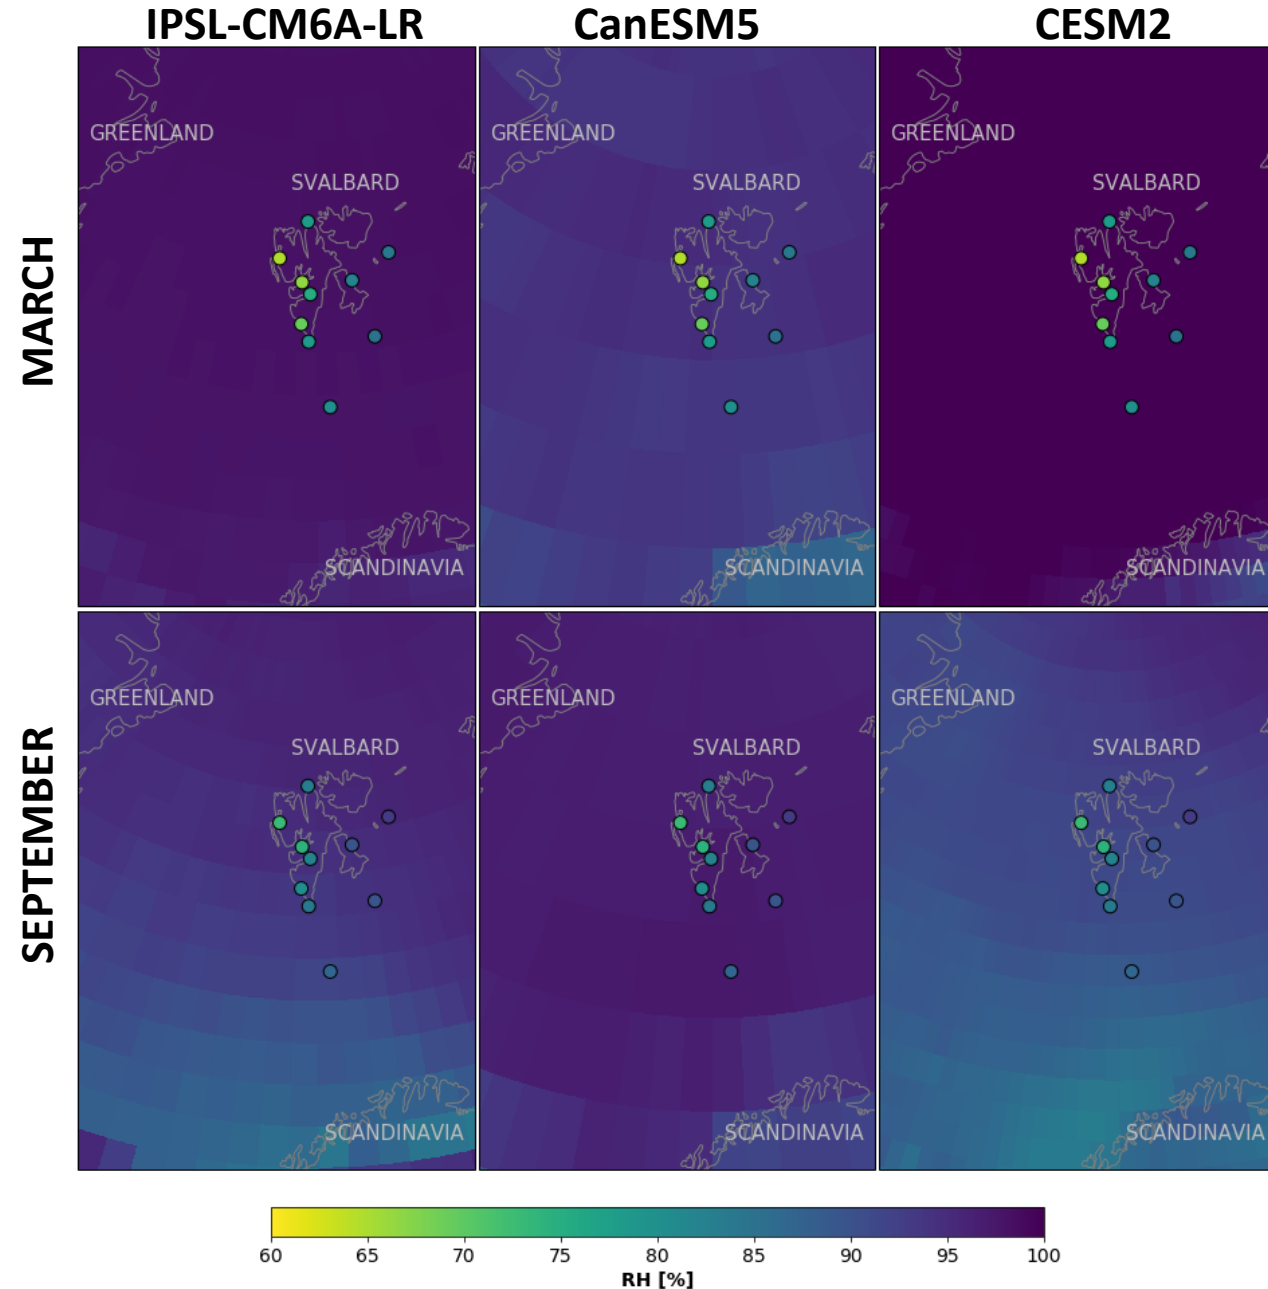 IPSL-CM6A-LR CanESM5 CESM2
MARCH
GREENLAND GREENLAND GREENLAND
SVALBARD SVALBARD SVALBARD
SCANDINAVIA SCANDINAVIA SCANDINAVIA
SEPTEMBER
GREENLAND GREENLAND GREENLAND
SVALBARD SVALBARD SVALBARD
SCANDINAVIA SCANDINAVIA SCANDINAVIA
60 65 70 75 80 85 90 95 100
RH [%]